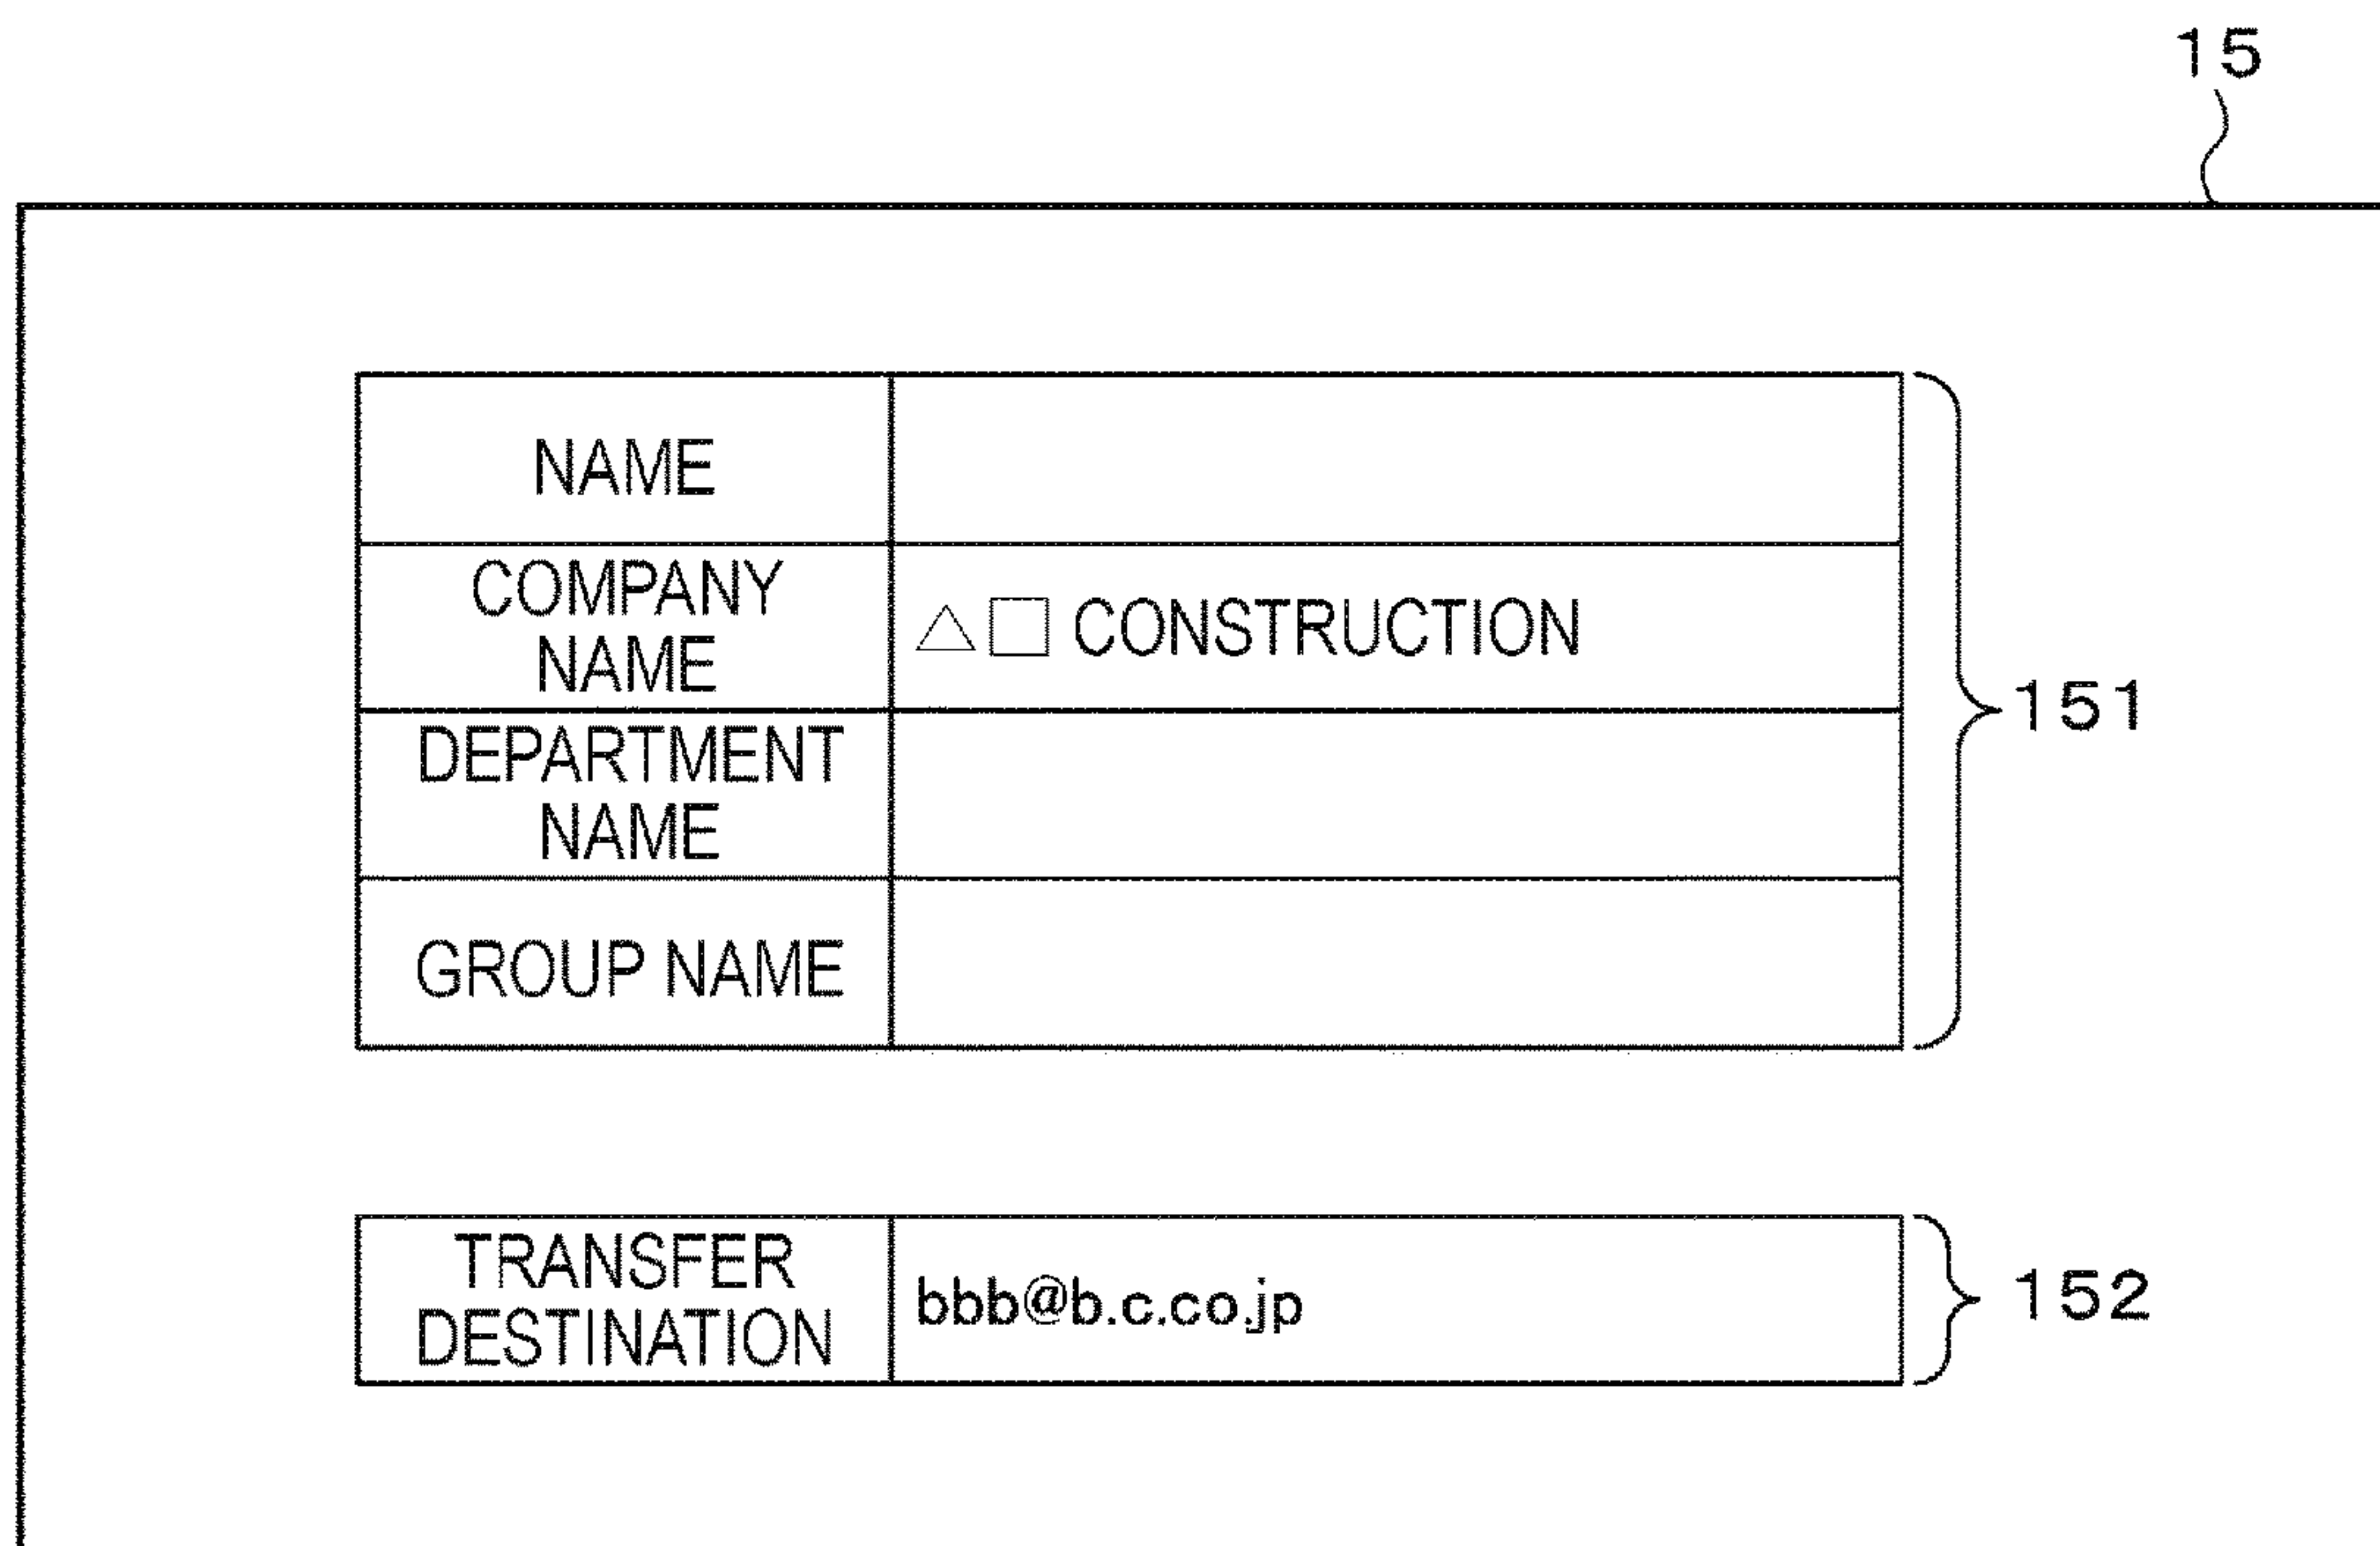 15
NAME
COMPANY
NAME
△□ CONSTRUCTION
DEPARTMENT
NAME
GROUP NAME
151
TRANSFER
DESTINATION
bbb@b.c.co.jp
152